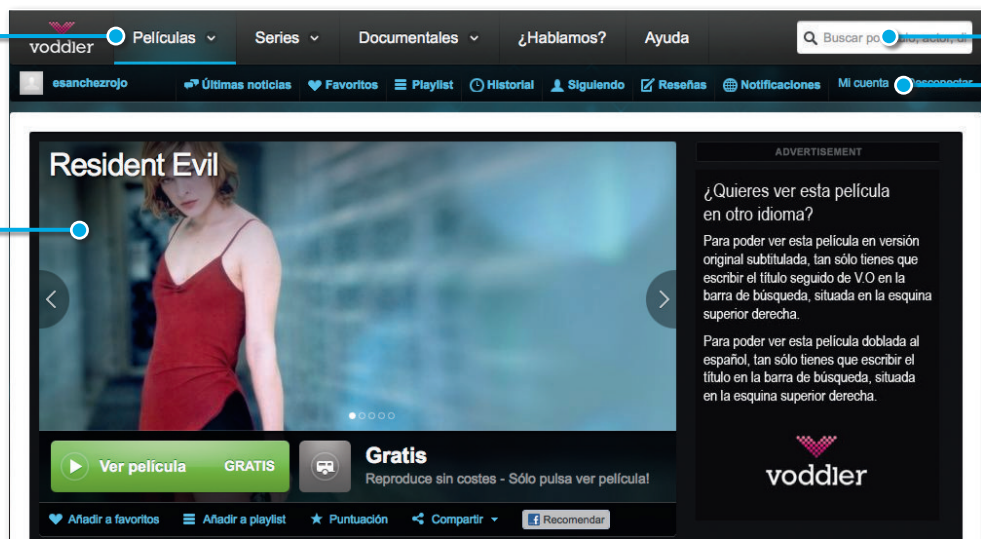 voddler
Películas Series Documentales ¿Hablamos? Ayuda
Buscar po
esanchezrojo Últimas noticias Favoritos Playlist Historial Siguiendo Reseñas Notificaciones Mi cuenta Desconectar
Resident Evil
ADVERTISEMENT
¿Quieres ver esta película
en otro idioma?
Para poder ver esta película en versión
original subtitulada, tan sólo tienes que
escribir el título seguido de V.O en la
barra de búsqueda, situada en la esquina
superior derecha.
Para poder ver esta película doblada al
español, tan sólo tienes que escribir el
título en la barra de búsqueda, situada
en la esquina superior derecha.
voddler
Ver película GRATIS
Gratis
Reproduce sin costes - Sólo pulsa ver película!
Añadir a favoritos Añadir a playlist Puntuación Compartir Recomendar